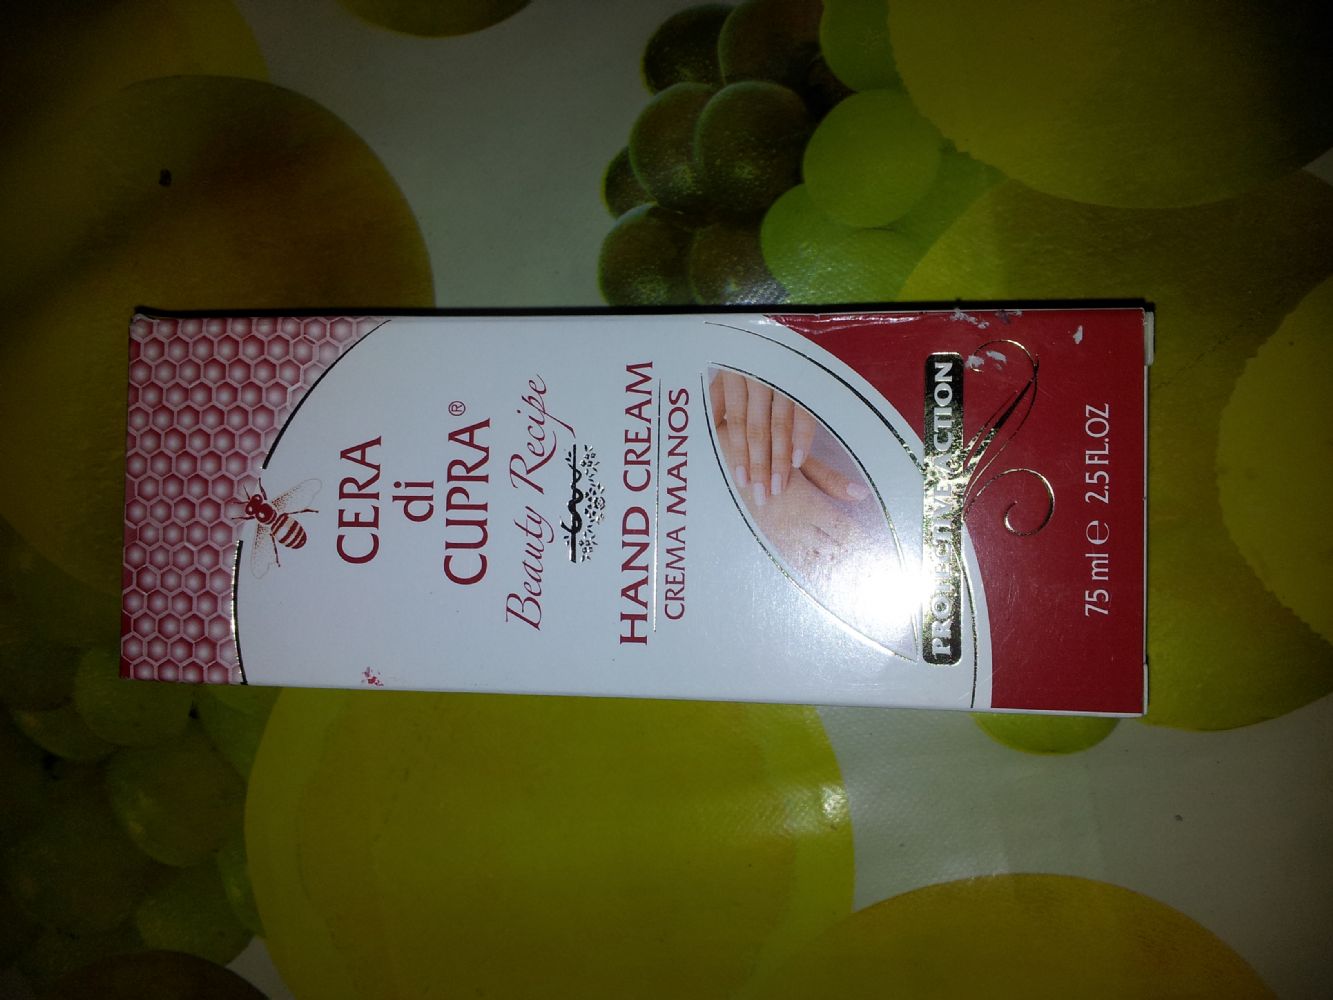 CERA
di
CUPRA®
Beauty Recipe
HAND CREAM
CREMA MANOS
PROTECTIVE ACTION
75 ml e 2.5 FL.OZ